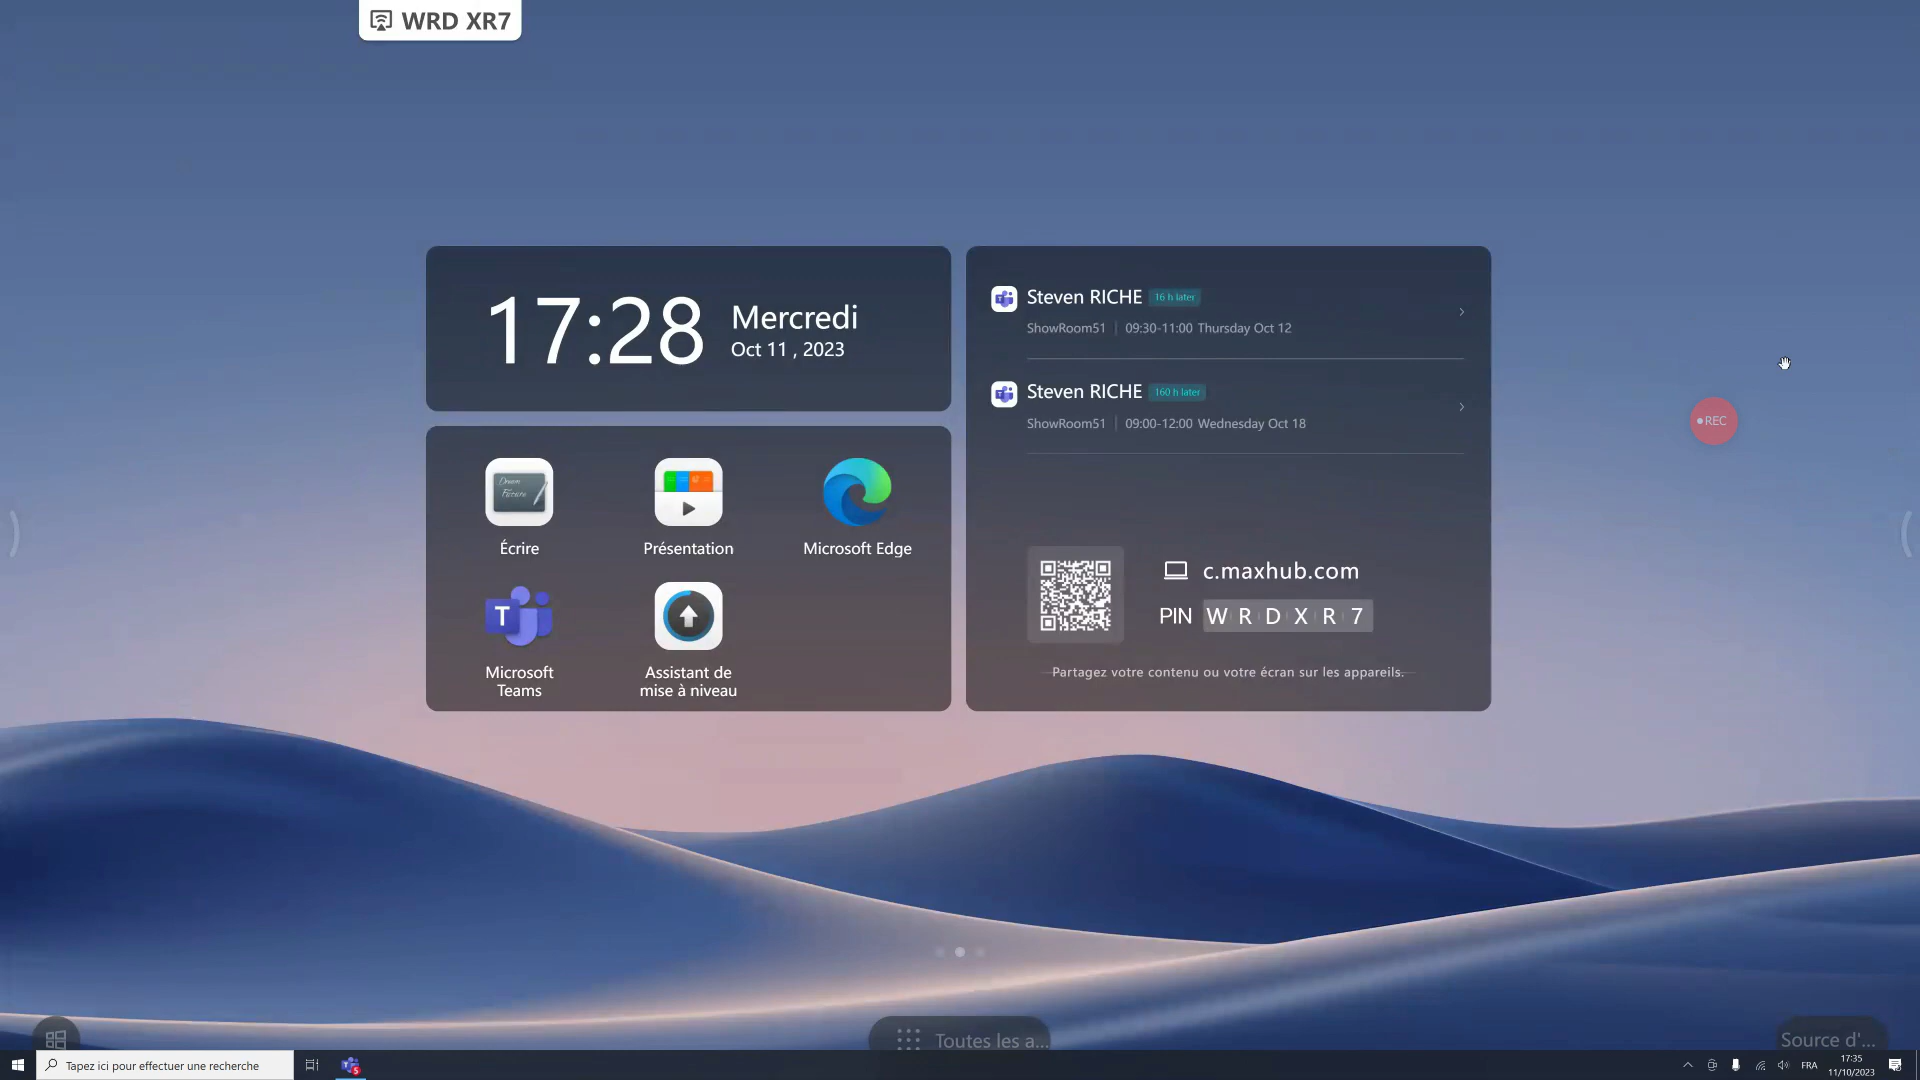 WRD XR7
17:28
Mercredi
Oct 11 , 2023
Steven RICHE
16 h later
ShowRoom51 | 09:30-11:00 Thursday Oct 12
Steven RICHE
160 h later
ShowRoom51 | 09:00-12:00 Wednesday Oct 18
REC
Dream
Écrire
Présentation
Microsoft Edge
T
Microsoft
Teams
Assistant de
mise à niveau
c.maxhub.com
PIN W R D X R 7
Partagez votre contenu ou votre écran sur les appareils.
Toutes les a...
Source d'...
Tapez ici pour effectuer une recherche
T
5
FRA
17:35
11/10/2023